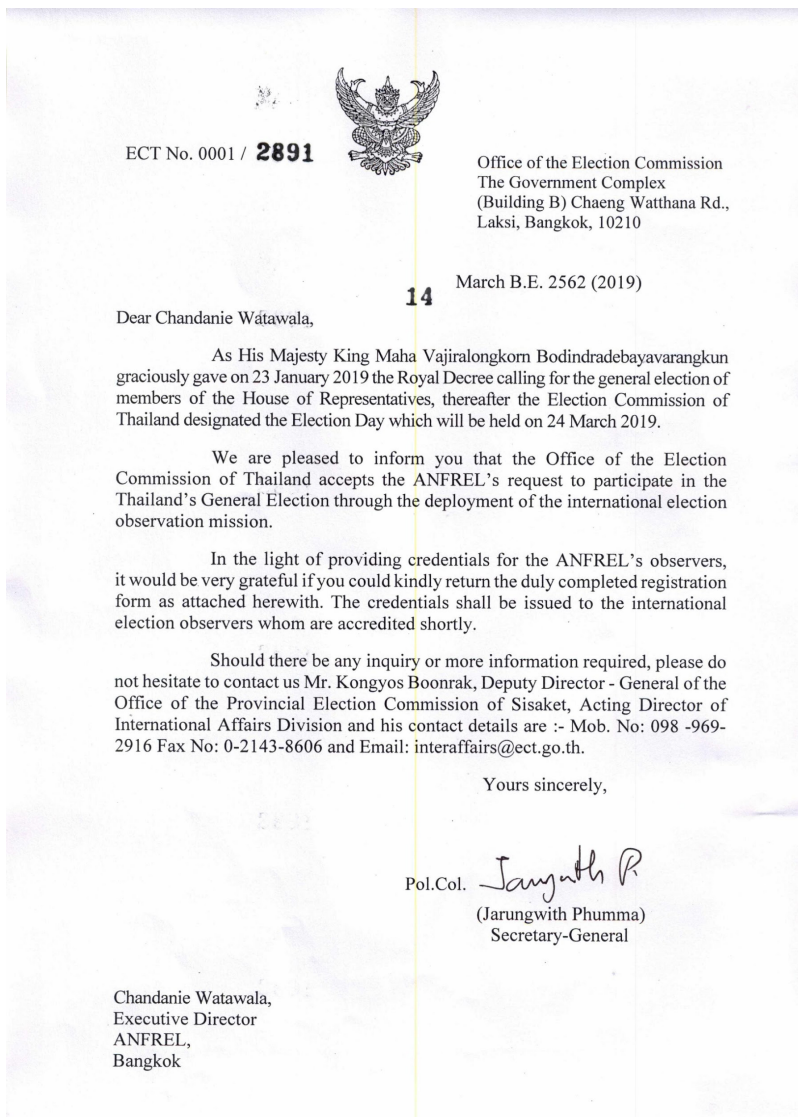 ECT No. 0001 / 2891
Office of the Election Commission
The Government Complex
(Building B) Chaeng Watthana Rd.,
Laksi, Bangkok, 10210
14 March B.E. 2562 (2019)
Dear Chandanie Watawala,
As His Majesty King Maha Vajiralongkorn Bodindradebayavarangkun
graciously gave on 23 January 2019 the Royal Decree calling for the general election of
members of the House of Representatives, thereafter the Election Commission of
Thailand designated the Election Day which will be held on 24 March 2019.
We are pleased to inform you that the Office of the Election
Commission of Thailand accepts the ANFREL's request to participate in the
Thailand's General Election through the deployment of the international election
observation mission.
In the light of providing credentials for the ANFREL's observers,
it would be very grateful if you could kindly return the duly completed registration
form as attached herewith. The credentials shall be issued to the international
election observers whom are accredited shortly.
Should there be any inquiry or more information required, please do
not hesitate to contact us Mr. Kongyos Boonrak, Deputy Director - General of the
Office of the Provincial Election Commission of Sisaket, Acting Director of
International Affairs Division and his contact details are :- Mob. No: 098 -969-
2916 Fax No: 0-2143-8606 and Email: interaffairs@ect.go.th.
Yours sincerely,
Pol.Col.
(Jarungwith Phumma)
Secretary-General
Chandanie Watawala,
Executive Director
ANFREL,
Bangkok